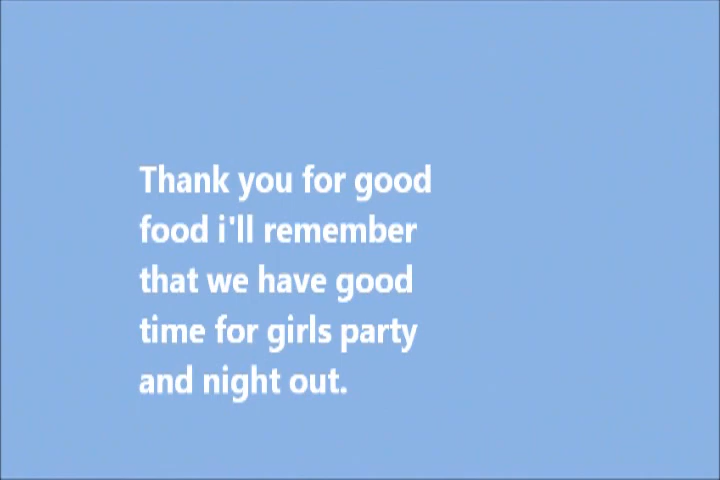 Thank you for good
food i'll remember
that we have good
time for girls party
and night out.